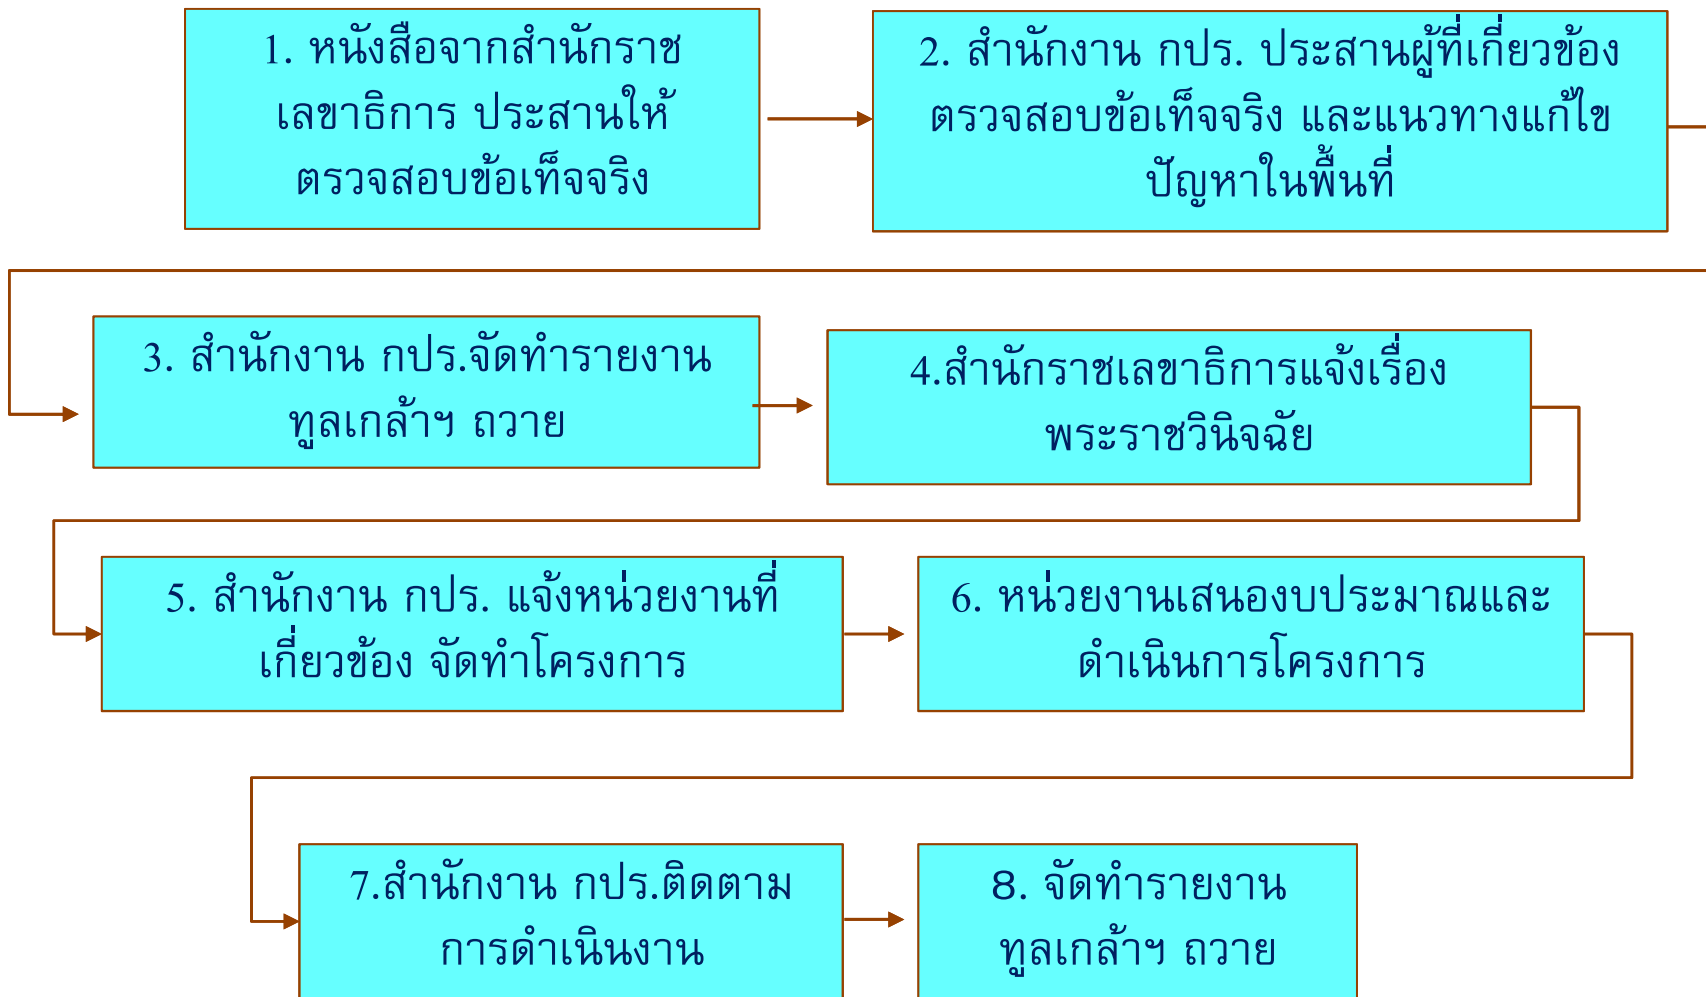 1. หนังสือจากสำนักราช
เลขาธิการ ประสานให้
ตรวจสอบข้อเท็จจริง
2. สำนักงาน กปร. ประสานผู้ที่เกี่ยวข้อง
ตรวจสอบข้อเท็จจริง และแนวทางแก้ไข
ปัญหาในพื้นที่
3. สำนักงาน กปร.จัดทำรายงาน
ทูลเกล้าฯ ถวาย
4.สำนักราชเลขาธิการแจ้งเรื่อง
พระราชวินิจฉัย
5. สำนักงาน กปร. แจ้งหน่วยงานที่
เกี่ยวข้อง จัดทำโครงการ
6. หน่วยงานเสนองบประมาณและ
ดำเนินการโครงการ
7.สำนักงาน กปร.ติดตาม
การดำเนินงาน
8. จัดทำรายงาน
ทูลเกล้าฯ ถวาย